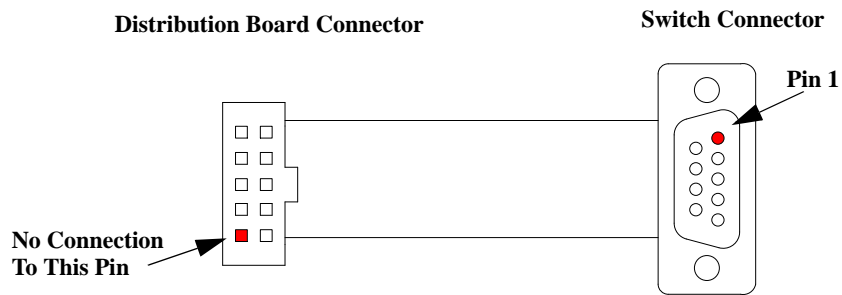 Distribution Board Connector
Switch Connector
Pin 1
No Connection
To This Pin